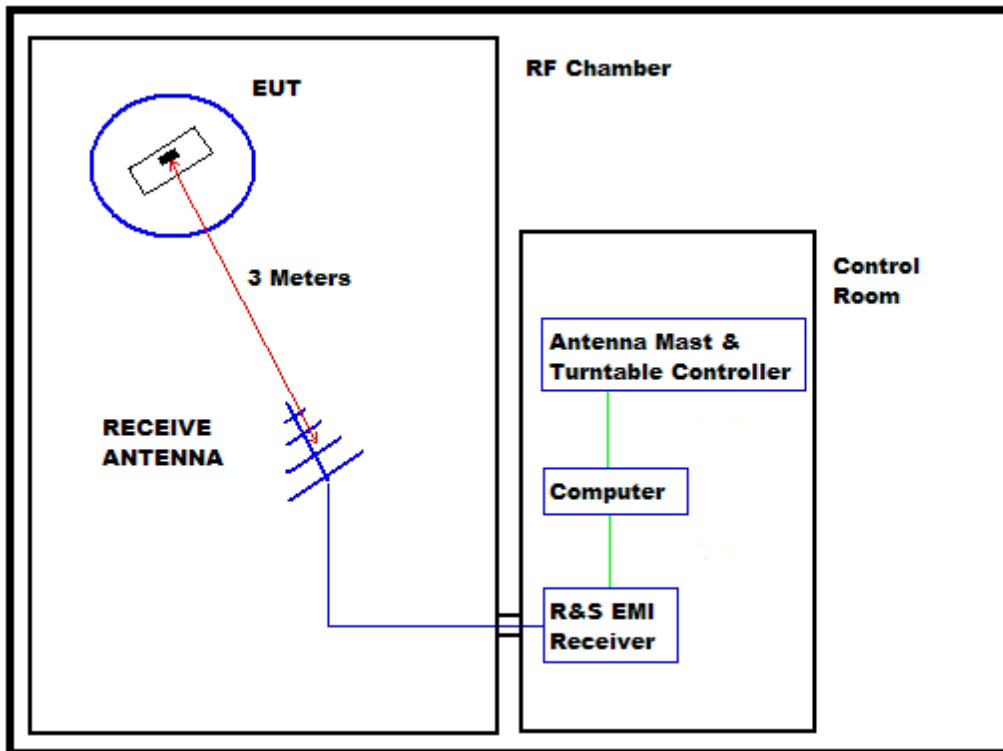 RF Chamber
EUT
3 Meters
RECEIVE
ANTENNA
Control
Room
Antenna Mast &
Turntable Controller
Computer
R&S EMI
Receiver